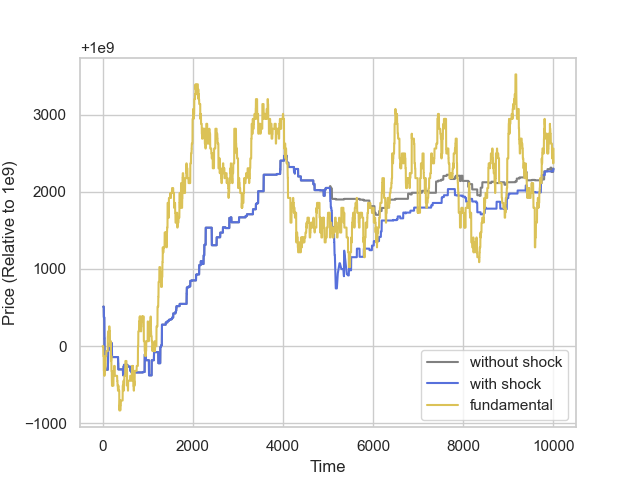 +1e9
3000
2000
1000
0
−1000
Price (Relative to 1e9)
0
2000
4000
6000
8000
10000
Time
without shock
with shock
fundamental